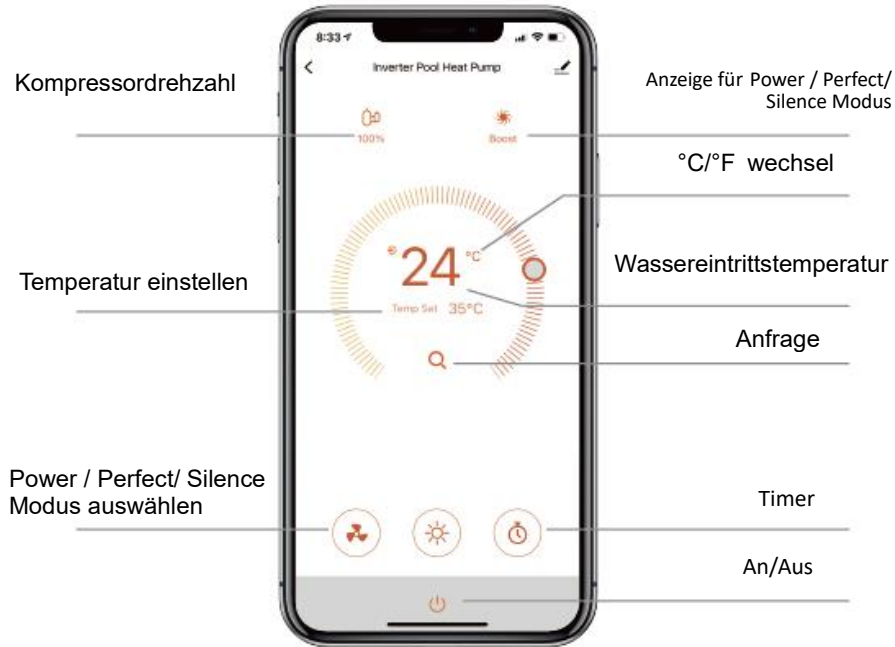 8:33
Inverter Pool Heat Pump
Kompressordrehzahl
Anzeige für Power / Perfect/
Silence Modus
100%
Boost
°C/°F wechsel
24 °C
Wassereintrittstemperatur
Temperatur einstellen
Temp Set 35°C
Anfrage
Power / Perfect/ Silence
Modus auswählen
Timer
An/Aus